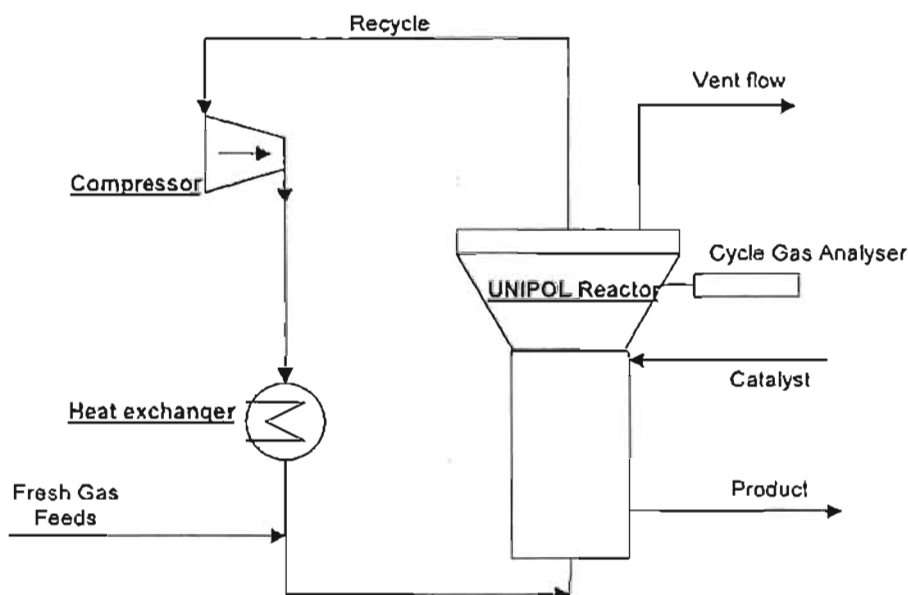 Recycle
Vent flow
Compressor
Cycle Gas Analyser
UNIPOL Reactor
Catalyst
Heat exchanger
Fresh Gas
Feeds
Product